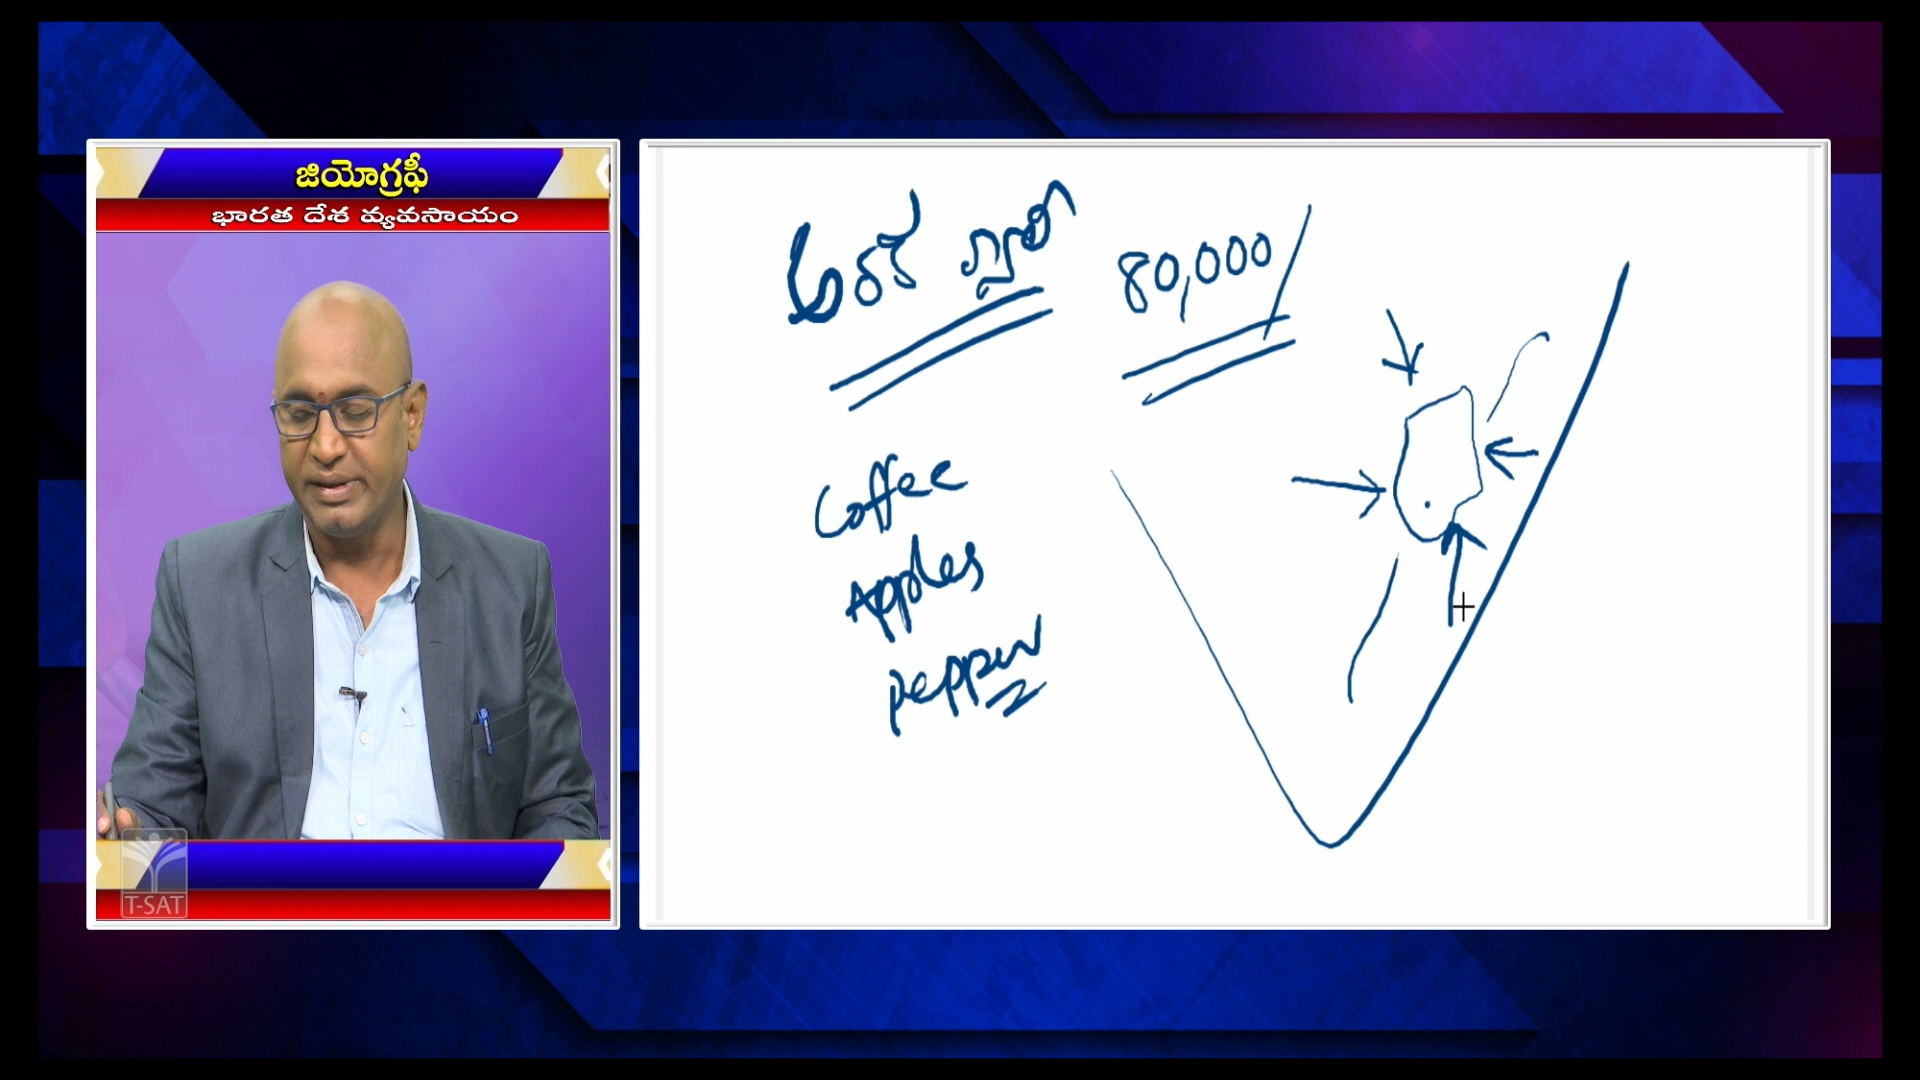 జియోగ్రఫీ
భారత దేశ వ్యవసాయం
80,000/
Coffee
Apples
pepper
T-SAT